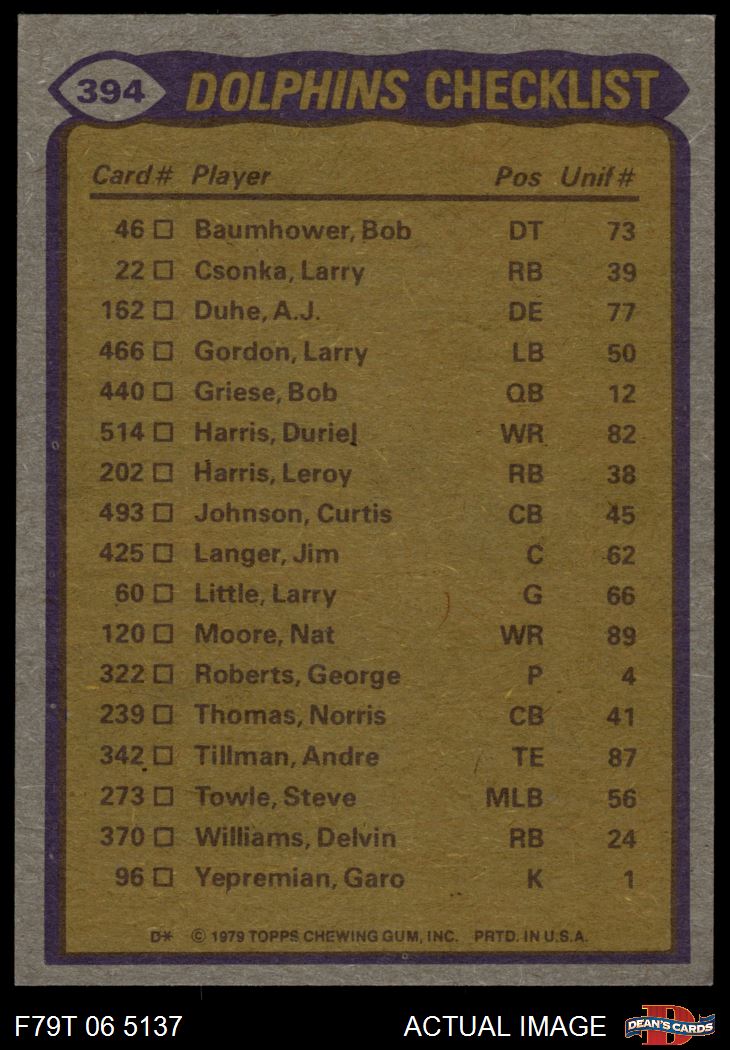 394 DOLPHINS CHECKLIST
Card# Player Pos Unif#
46 □ Baumhower, Bob DT 73
22 □ Csonka, Larry RB 39
162 □ Duhe, A.J. DE 77
466 □ Gordon, Larry LB 50
440 □ Griese, Bob QB 12
514 □ Harris, Duriel WR 82
202 □ Harris, Leroy RB 38
493 □ Johnson, Curtis CB 45
425 □ Langer, Jim C 62
60 □ Little, Larry G 66
120 □ Moore, Nat WR 89
322 □ Roberts, George P 4
239 □ Thomas, Norris CB 41
342 □ Tillman, Andre TE 87
273 □ Towle, Steve MLB 56
370 □ Williams, Delvin RB 24
96 □ Yepremian, Garo K 1
D* © 1979 TOPPS CHEWING GUM, INC. PRTD. IN U.S.A.
F79T 06 5137 ACTUAL IMAGE D DEAN'S CARDS